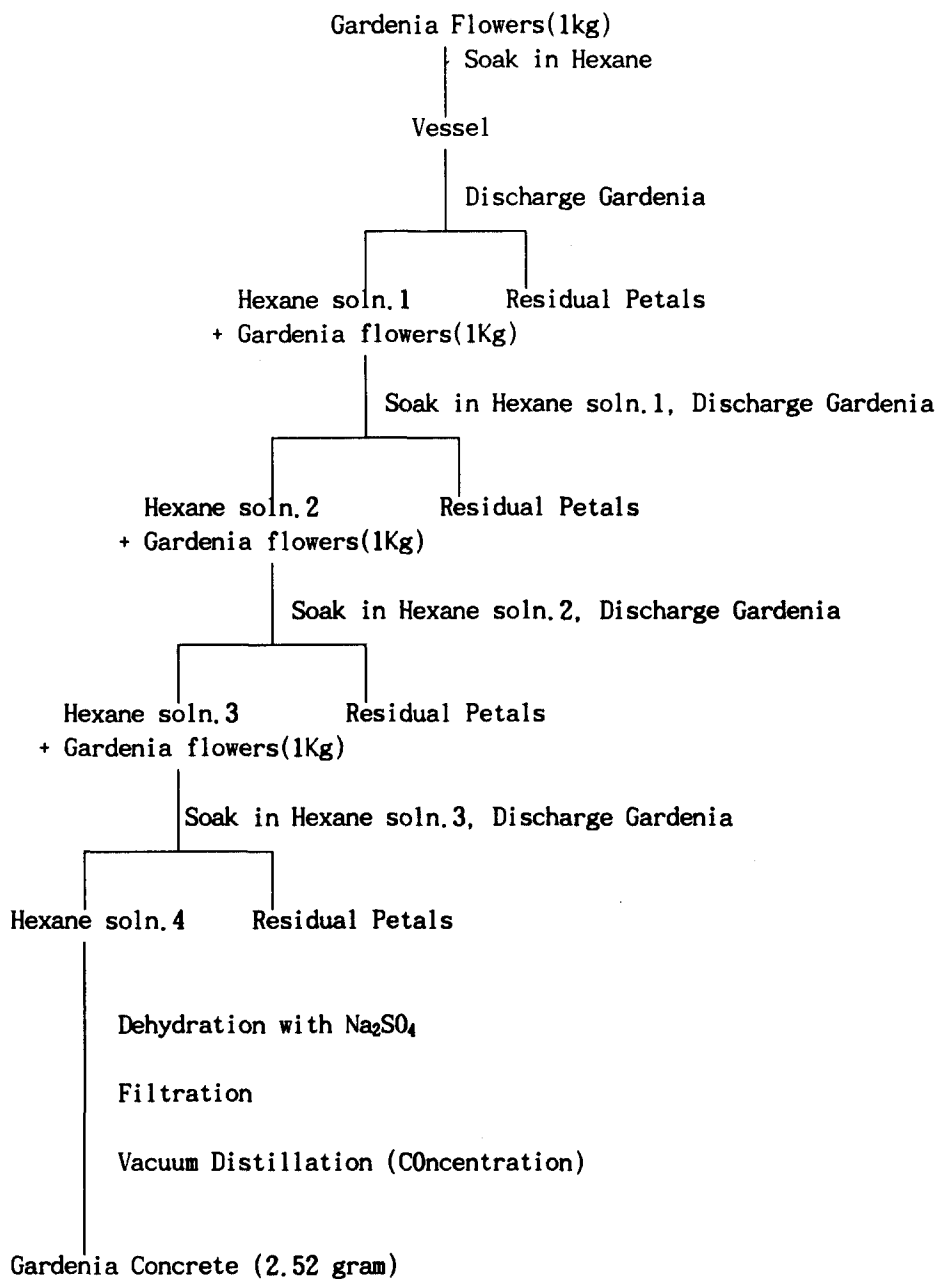 Gardenia Flowers(1kg)
Soak in Hexane
Vessel
Discharge Gardenia
Hexane soln.1 Residual Petals
+ Gardenia flowers(1Kg)
Soak in Hexane soln.1, Discharge Gardenia
Hexane soln.2 Residual Petals
+ Gardenia flowers(1Kg)
Soak in Hexane soln.2, Discharge Gardenia
Hexane soln.3 Residual Petals
+ Gardenia flowers(1Kg)
Soak in Hexane soln.3, Discharge Gardenia
Hexane soln.4 Residual Petals
Dehydration with Na₂SO₄
Filtration
Vacuum Distillation (COncentration)
Gardenia Concrete (2.52 gram)